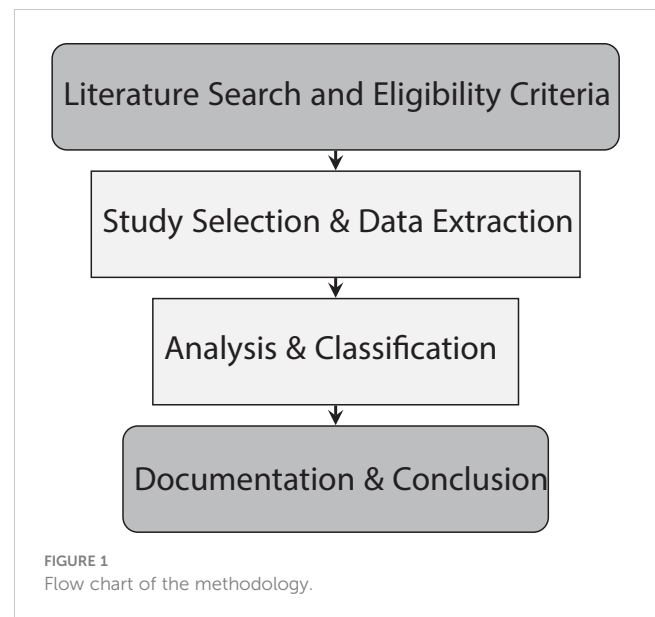 Literature Search and Eligibility Criteria
Study Selection & Data Extraction
Analysis & Classification
Documentation & Conclusion
FIGURE 1
Flow chart of the methodology.